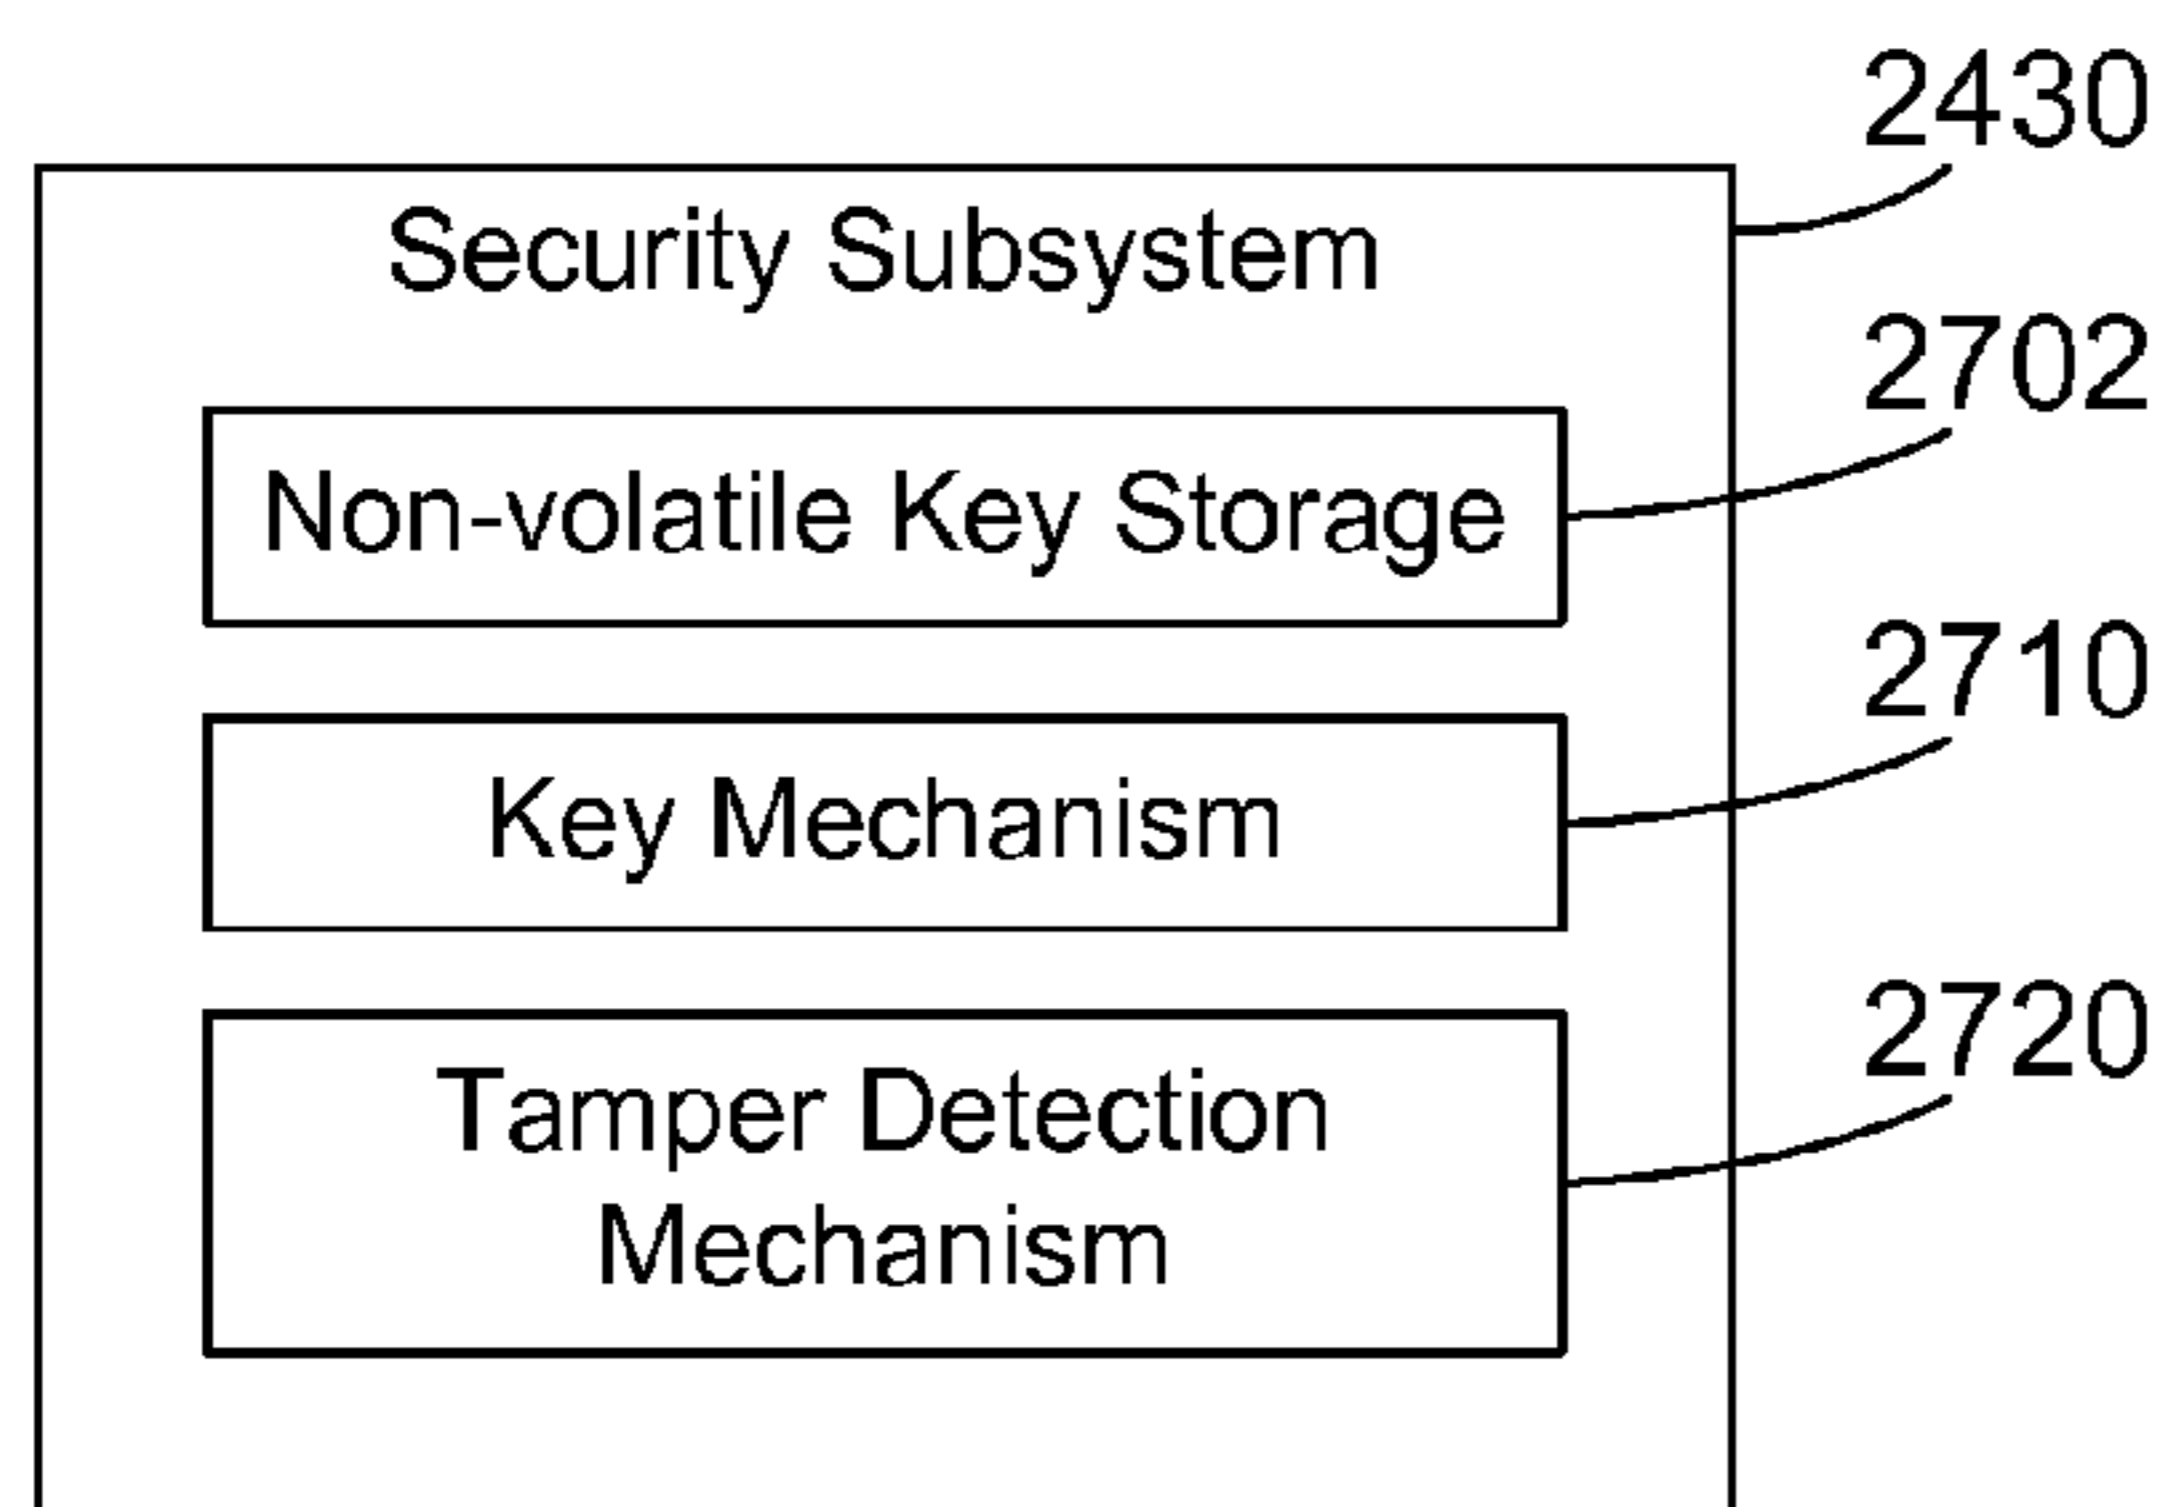 2430
Security Subsystem
2702
Non-volatile Key Storage
2710
Key Mechanism
2720
Tamper Detection
Mechanism